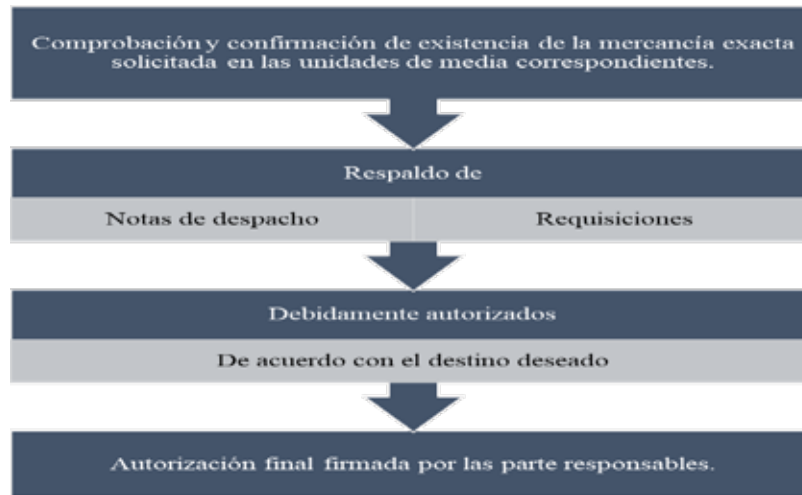 Comprobación y confirmación de existencia de la mercancía exacta
solicitada en las unidades de media correspondientes.
Respaldo de
Notas de despacho
Requisiciones
Debidamente autorizados
De acuerdo con el destino deseado
Autorización final firmada por las parte responsables.